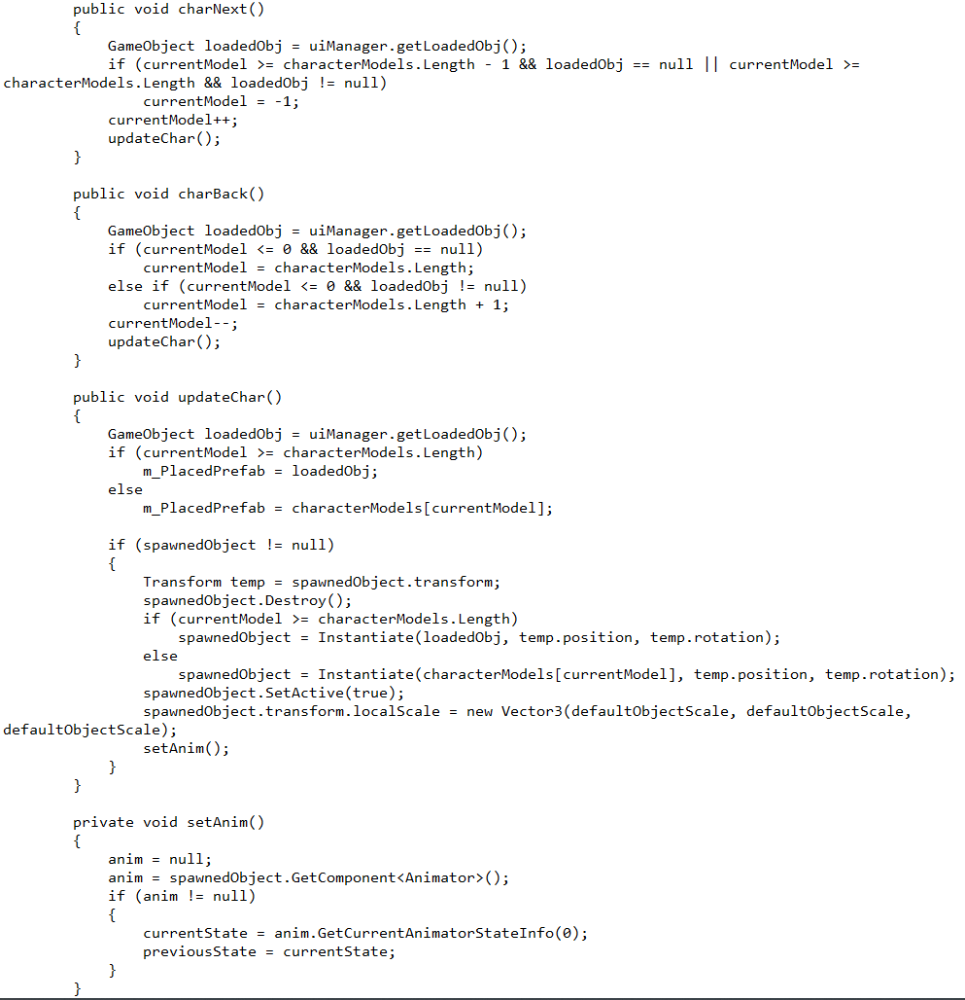 public void charNext()
{
GameObject loadedObj = uiManager.getLoadedObj();
if (currentModel >= characterModels.Length - 1 && loadedObj == null || currentModel >=
characterModels.Length && loadedObj != null)
currentModel = -1;
currentModel++;
updateChar();
}
public void charBack()
{
GameObject loadedObj = uiManager.getLoadedObj();
if (currentModel <= 0 && loadedObj == null)
currentModel = characterModels.Length;
else if (currentModel <= 0 && loadedObj != null)
currentModel = characterModels.Length + 1;
currentModel--;
updateChar();
}
public void updateChar()
{
GameObject loadedObj = uiManager.getLoadedObj();
if (currentModel >= characterModels.Length)
m_PlacedPrefab = loadedObj;
else
m_PlacedPrefab = characterModels[currentModel];
if (spawnedObject != null)
{
Transform temp = spawnedObject.transform;
spawnedObject.Destroy();
if (currentModel >= characterModels.Length)
spawnedObject = Instantiate(loadedObj, temp.position, temp.rotation);
else
spawnedObject = Instantiate(characterModels[currentModel], temp.position, temp.rotation);
spawnedObject.SetActive(true);
spawnedObject.transform.localScale = new Vector3(defaultObjectScale, defaultObjectScale,
defaultObjectScale);
setAnim();
}
}
private void setAnim()
{
anim = null;
anim = spawnedObject.GetComponent<Animator>();
if (anim != null)
{
currentState = anim.GetCurrentAnimatorStateInfo(0);
previousState = currentState;
}
}